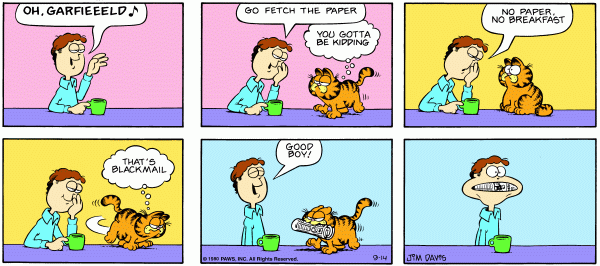 OH, GARFIEEELD♪
GO FETCH THE PAPER
YOU GOTTA
BE KIDDING
NO PAPER,
NO BREAKFAST
THAT'S
BLACKMAIL
GOOD
BOY!
© 1990 PAWS, INC. All Rights Reserved.
9-14
JIM DAVIS